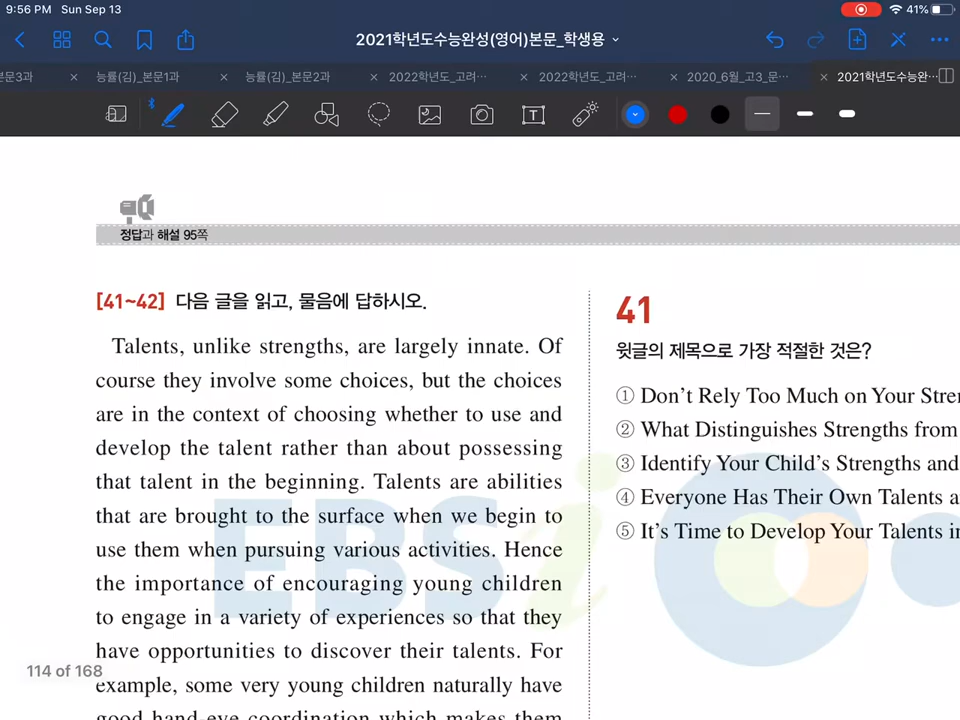 9:56 PM Sun Sep 13
41%
2021학년도수능완성(영어)본문_학생용
본문3과
능률(김)_본문1과
능률(김)_본문2과
2022학년도_고려…
2022학년도_고려…
2020_6월_고3_문…
2021학년도수능완…
T
정답과 해설 95쪽
[41~42] 다음 글을 읽고, 물음에 답하시오.
Talents, unlike strengths, are largely innate. Of
course they involve some choices, but the choices
are in the context of choosing whether to use and
develop the talent rather than about possessing
that talent in the beginning. Talents are abilities
that are brought to the surface when we begin to
use them when pursuing various activities. Hence
the importance of encouraging young children
to engage in a variety of experiences so that they
have opportunities to discover their talents. For
example, some very young children naturally have
good hand-eye coordination which makes them
41
윗글의 제목으로 가장 적절한 것은?
① Don't Rely Too Much on Your Stren
② What Distinguishes Strengths from
③ Identify Your Child's Strengths and
④ Everyone Has Their Own Talents a
⑤ It's Time to Develop Your Talents in
EBSi
114 of 168